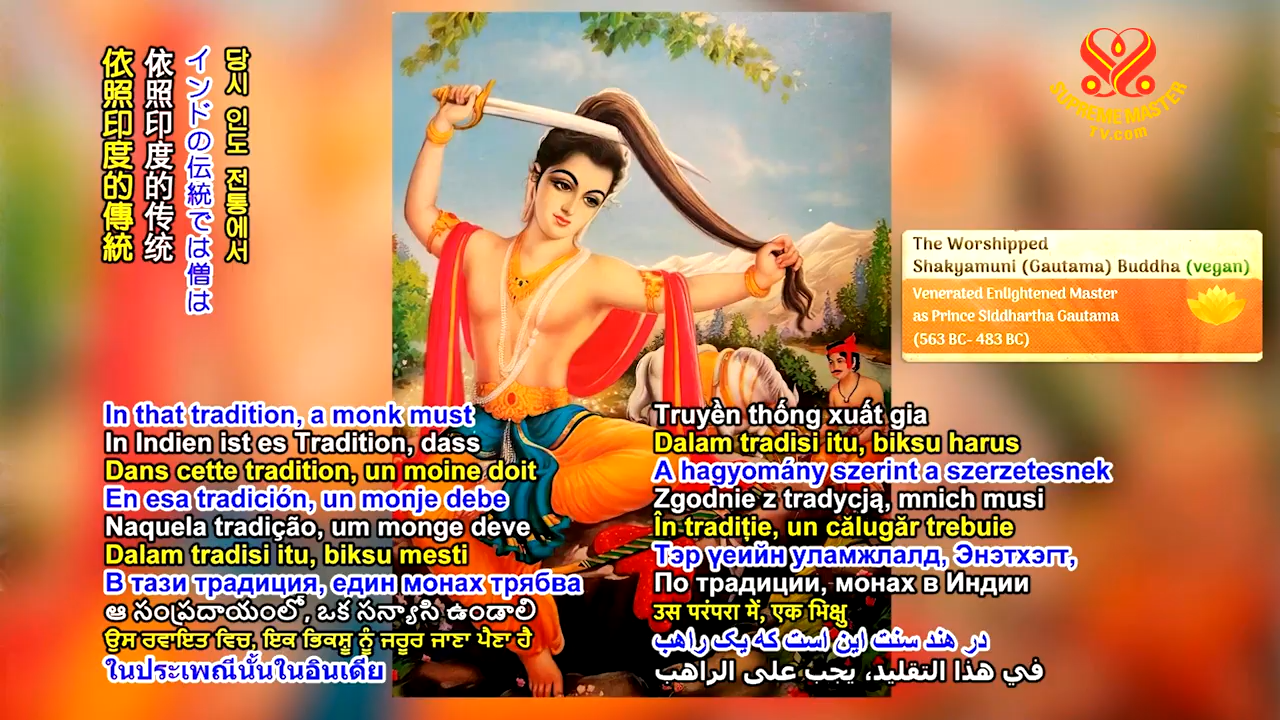 依照印度的傳統
依照印度的传统
インドの伝統では僧は
당시 인도 전통에서
SUPREME MASTER
TV.com
The Worshipped
Shakyamuni (Gautama) Buddha (vegan)
Venerated Enlightened Master
as Prince Siddhartha Gautama
(563 BC- 483 BC)
In that tradition, a monk must
In Indien ist es Tradition, dass
Dans cette tradition, un moine doit
En esa tradición, un monje debe
Naquela tradição, um monge deve
Dalam tradisi itu, biksu mesti
В тази традиция, един монах трябва
ఆ సంప్రదాయంలో, ఒక సన్యాసి ఉండాలి
ਉਸ ਰਵਾਇਤ ਵਿਚ, ਇਕ ਭਿਕਸ਼ੂ ਨੂੰ ਜਰੂਰ ਜਾਣਾ ਪੈਣਾ ਹੈ
ในประเพณีนั้นในอินเดีย
Truyền thống xuất gia
Dalam tradisi itu, biksu harus
A hagyomány szerint a szerzetesnek
Zgodnie z tradycją, mnich musi
În tradiție, un călugăr trebuie
Тэр үеийн уламжлалд, Энэтхэгт,
По традиции, монах в Индии
उस परंपरा में, एक भिक्षु
در هند سنت این است که یک راهب
في هذا التقليد، يجب على الراهب